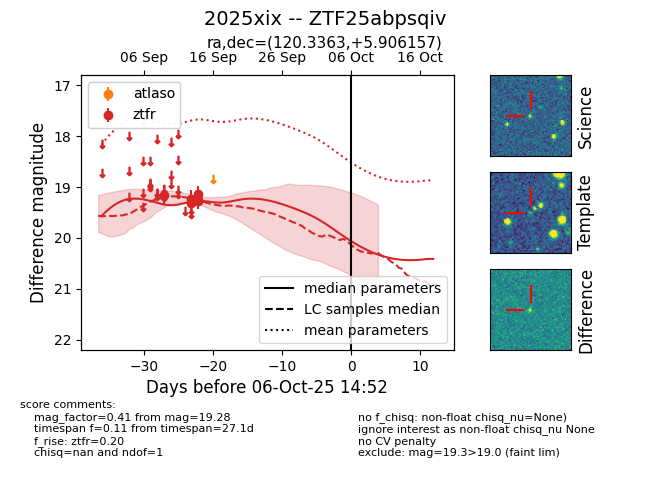 2025xix -- ZTF25abpsqiv
ra,dec=(120.3363,+5.906457)
06 Sep 16 Sep 26 Sep 06 Oct 16 Oct
17
18
19
20
21
22
Difference magnitude
atlaso
ztfr
median parameters
LC samples median
mean parameters
−30 −20 −10 0 10
Days before 06-Oct-25 14:52
Science
Template
Difference
score comments:
mag_factor=0.41 from mag=19.28
timespan f=0.11 from timespan=27.1d
f_rise: ztfr=0.20
chisq=nan and ndof=1
no f_chisq: non-float chisq_nu=None)
ignore interest as non-float chisq_nu None
no CV penalty
exclude: mag=19.3>19.0 (faint lim)